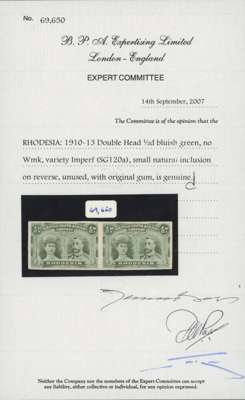 No. 69,650
B. P. A. Expertising Limited
London - England
EXPERT COMMITTEE
14th September, 2007
The Committee is of the opinion that the
RHODESIA: 1910-13 Double Head ½d bluish green, no
Wmk, variety Imperf (SG120a), small natural inclusion
on reverse, unused, with original gum, is genuine.
69,650
RHODESIA RHODESIA
Neither the Company nor the members of the Expert Committee can accept
any liability, either collective or individual, for any opinion expressed.